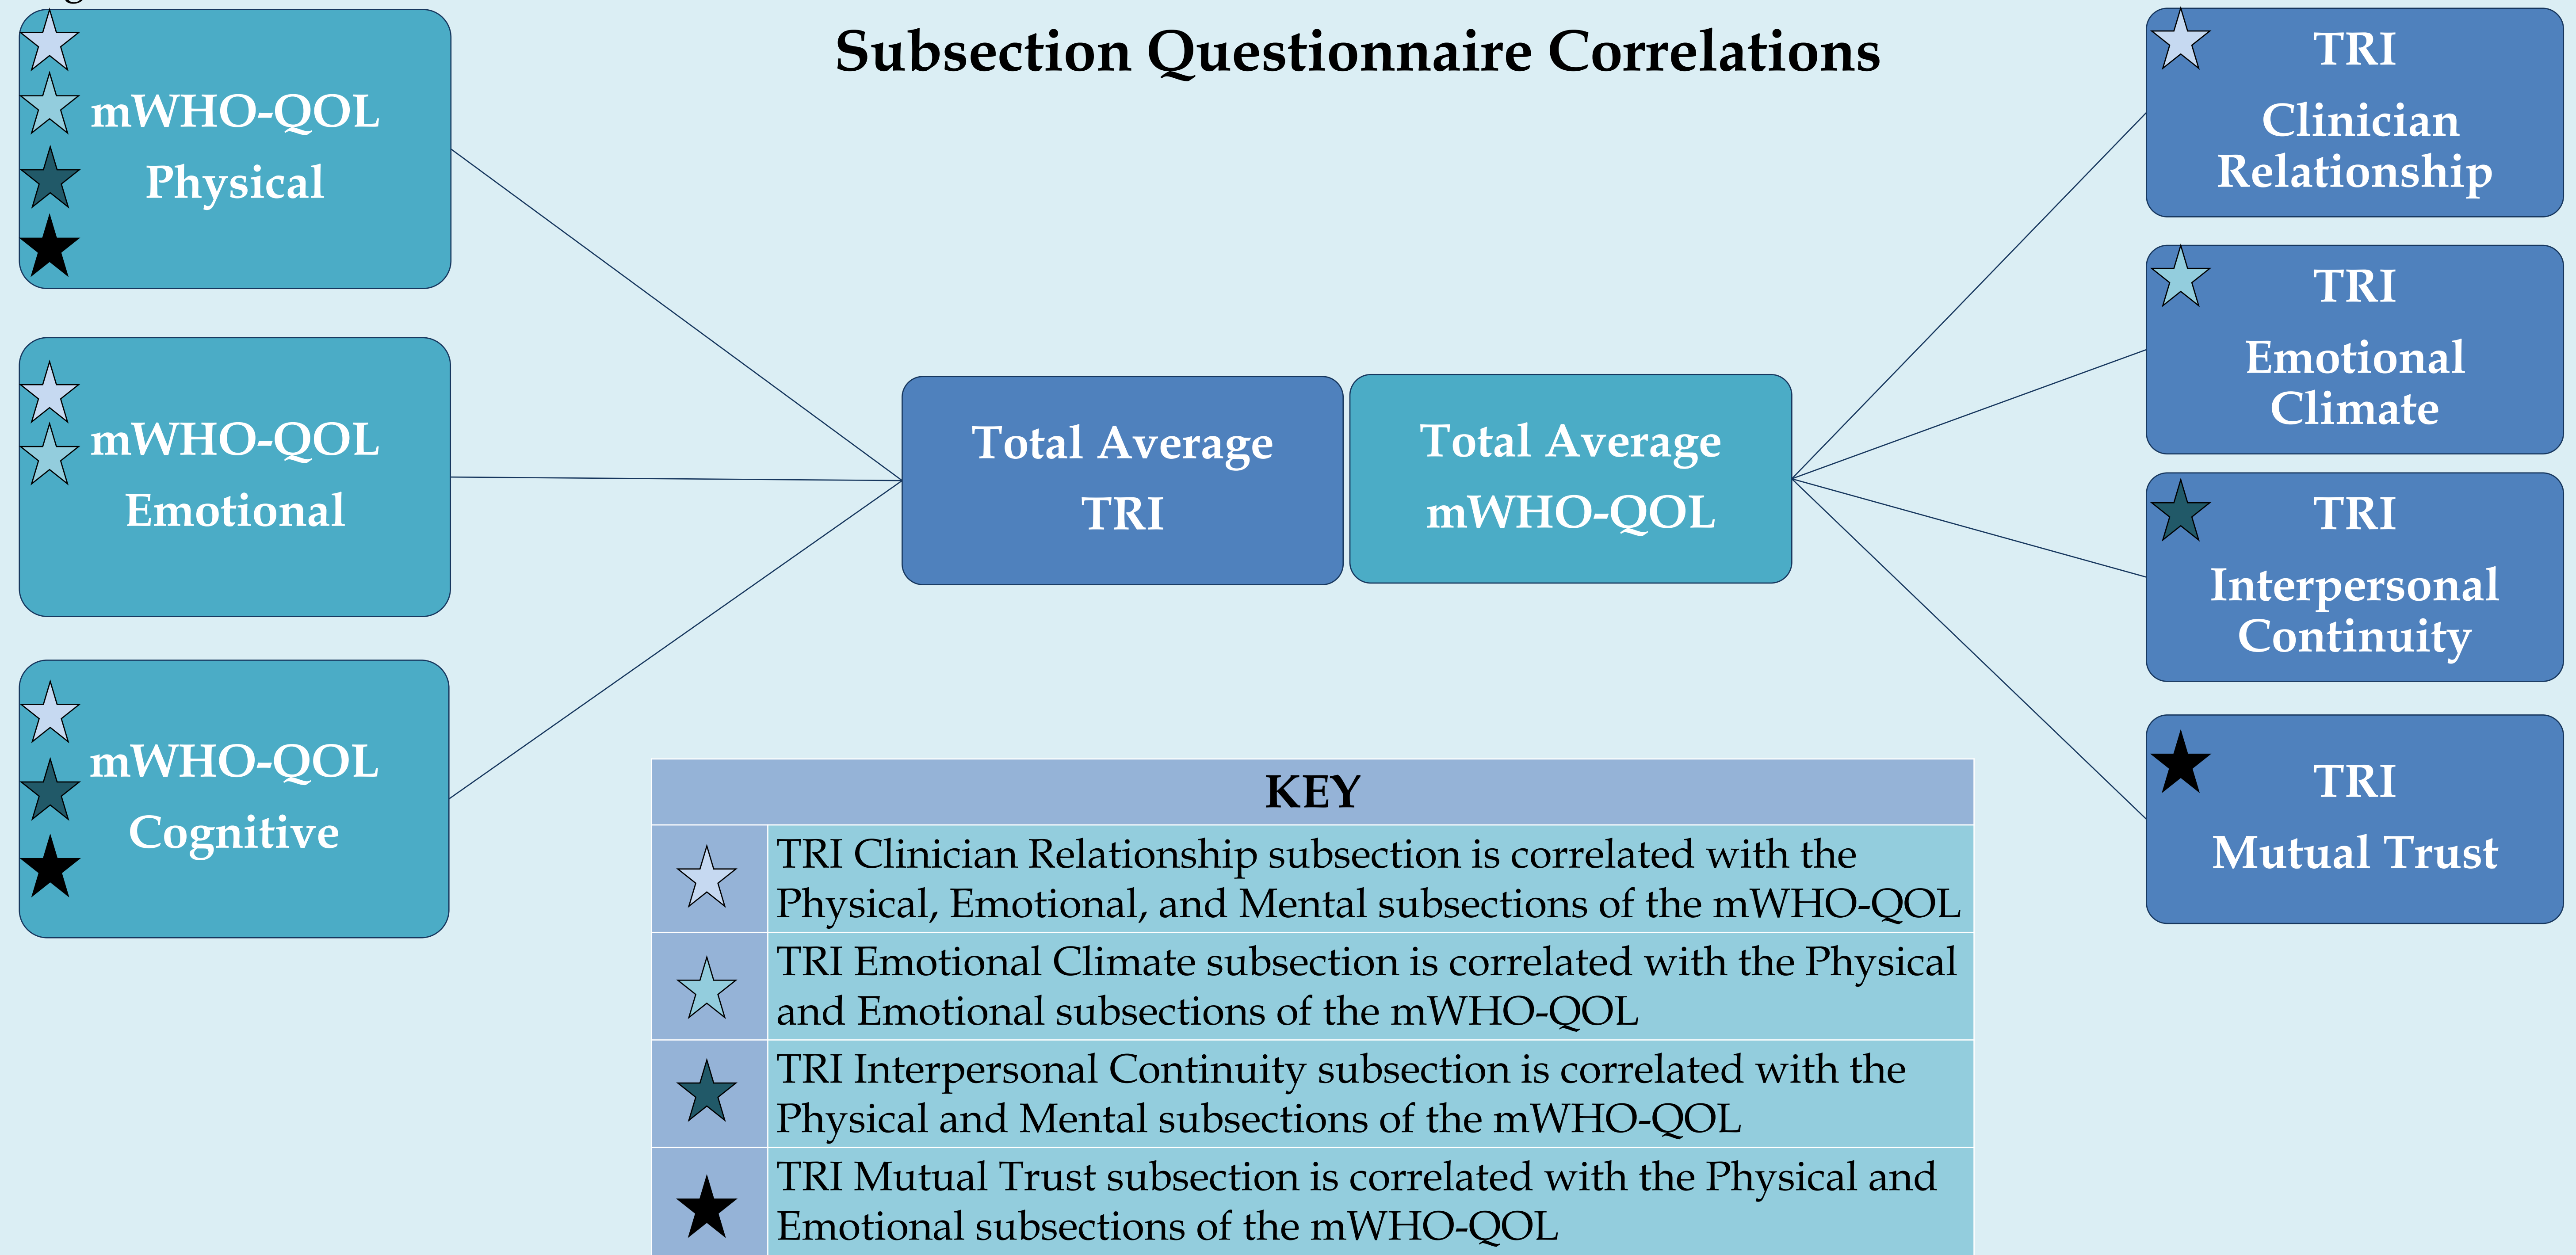 Subsection Questionnaire Correlations
mWHO-QOL
Physical
mWHO-QOL
Emotional
mWHO-QOL
Cognitive
Total Average
TRI
Total Average
mWHO-QOL
TRI
Clinician
Relationship
TRI
Emotional
Climate
TRI
Interpersonal
Continuity
TRI
Mutual Trust
KEY
TRI Clinician Relationship subsection is correlated with the
Physical, Emotional, and Mental subsections of the mWHO-QOL
TRI Emotional Climate subsection is correlated with the Physical
and Emotional subsections of the mWHO-QOL
TRI Interpersonal Continuity subsection is correlated with the
Physical and Mental subsections of the mWHO-QOL
TRI Mutual Trust subsection is correlated with the Physical and
Emotional subsections of the mWHO-QOL